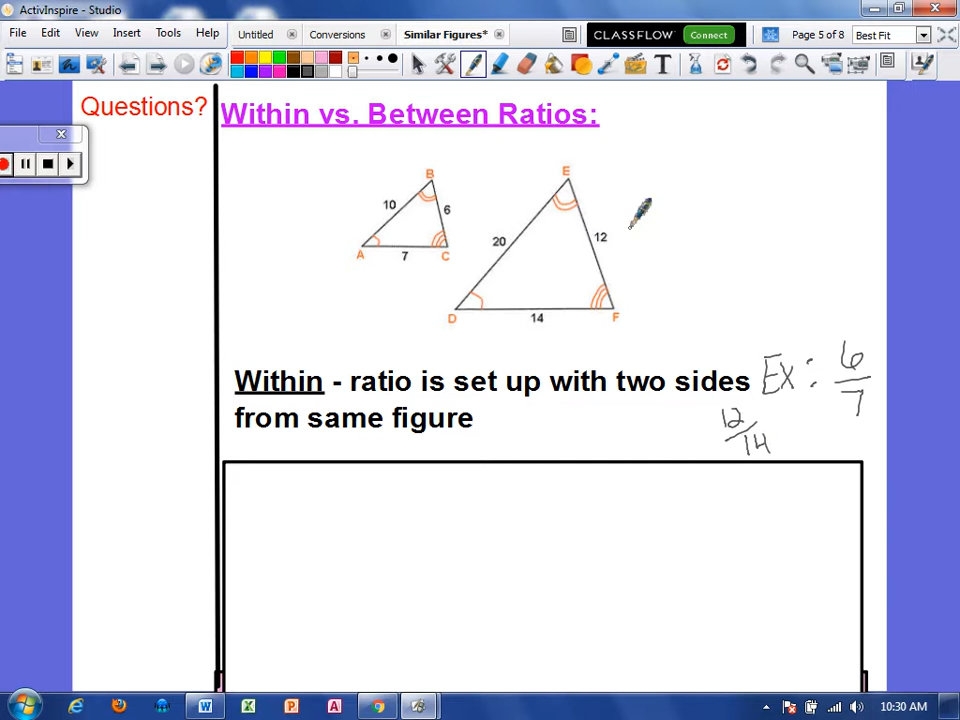 ActivInspire - Studio
File Edit View Insert Tools Help Untitled Conversions Similar Figures* CLASSFLOW Connect Page 5 of 8 Best Fit
Questions?
Within vs. Between Ratios:
B
E
10
6
20
12
A
7
C
D
14
F
Within - ratio is set up with two sides
from same figure
Ex: 6/7
12/14
10:30 AM